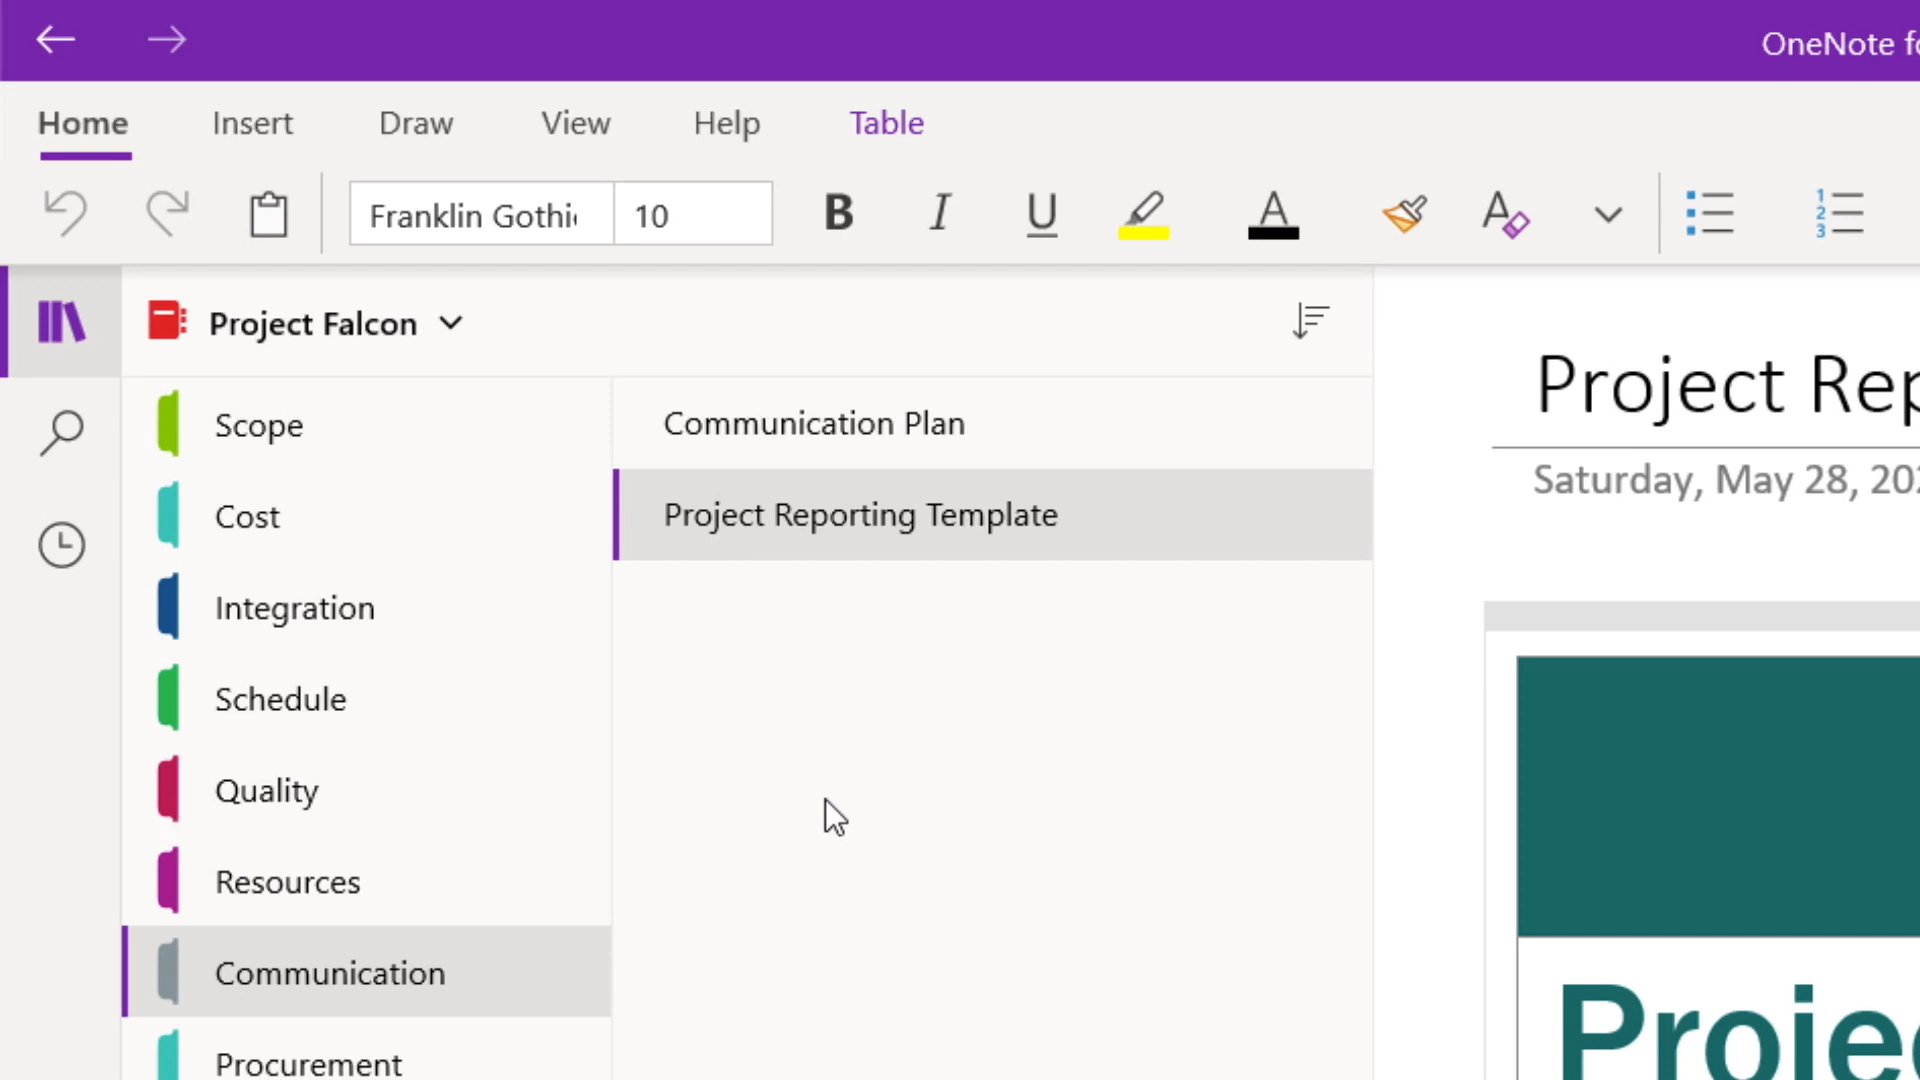 OneNote
Home Insert Draw View Help Table
Franklin Gothi 10
Project Falcon
Scope
Cost
Integration
Schedule
Quality
Resources
Communication
Procurement
Communication Plan
Project Reporting Template
Project Rep
Saturday, May 28, 202
Projec